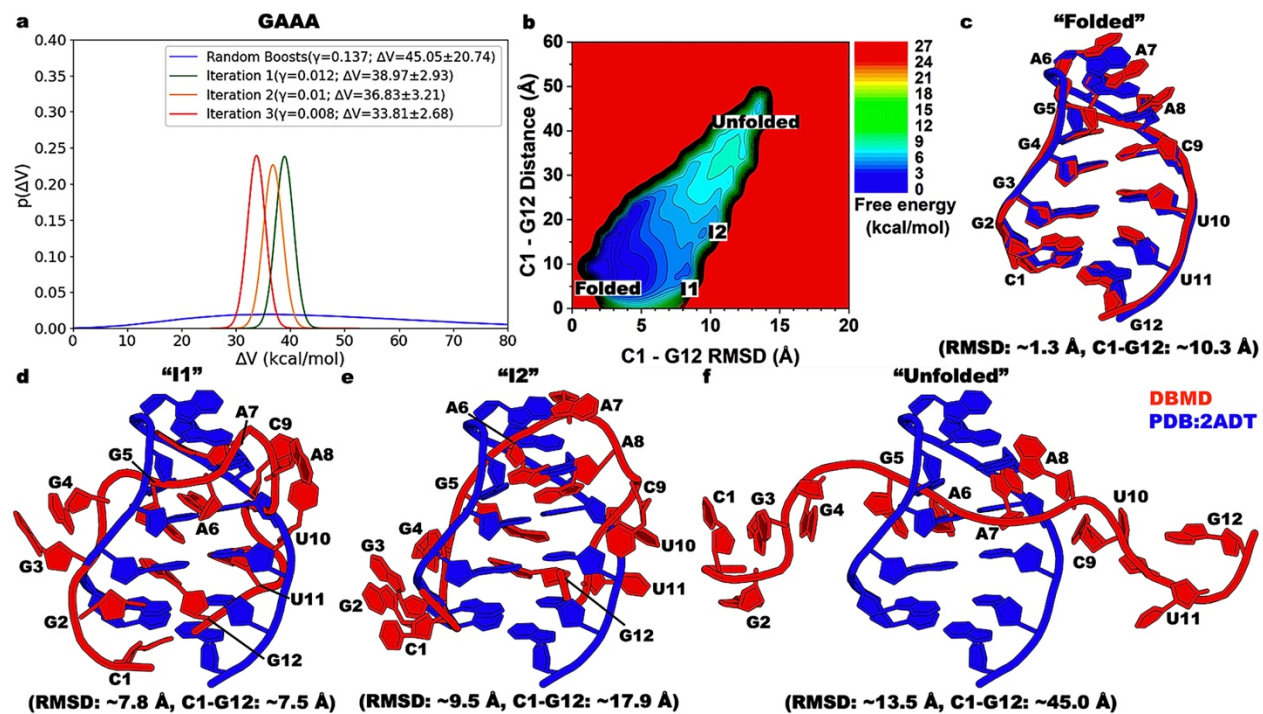 a
GAAA
0.40
0.35
0.30
0.25
0.20
0.15
0.10
0.05
0.00
p(ΔV)
Random Boosts(γ=0.137; ΔV=45.05±20.74)
Iteration 1(γ=0.012; ΔV=38.97±2.93)
Iteration 2(γ=0.01; ΔV=36.83±3.21)
Iteration 3(γ=0.008; ΔV=33.81±2.68)
0 10 20 30 40 50 60 70 80
ΔV (kcal/mol)
b
60
50
40
30
20
10
0
C1 - G12 Distance (Å)
Unfolded
I2
Folded
I1
0 5 10 15 20
C1 - G12 RMSD (Å)
27
24
21
18
15
12
9
6
3
0
Free energy
(kcal/mol)
c
“Folded”
A6
A7
G5
A8
G4
C9
G3
G2
U10
C1
U11
G12
(RMSD: ~1.3 Å, C1-G12: ~10.3 Å)
d
“I1”
A7
C9
G5
A8
G4
A6
G3
U10
G2
U11
G12
C1
(RMSD: ~7.8 Å, C1-G12: ~7.5 Å)
e
“I2”
A6
A7
A8
G5
C9
G4
U10
G3
U11
G2
G12
C1
(RMSD: ~9.5 Å, C1-G12: ~17.9 Å)
f
“Unfolded”
DBMD
PDB:2ADT
G5
A8
C1
G3
A6
U10
G4
A7
G12
C9
G2
U11
(RMSD: ~13.5 Å, C1-G12: ~45.0 Å)